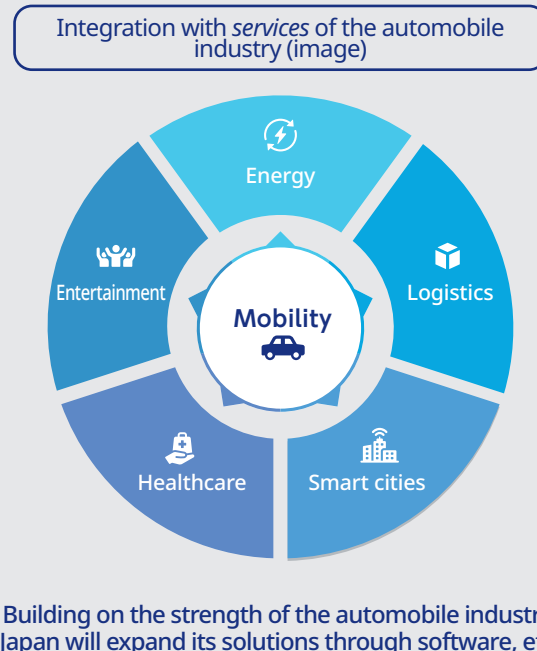 Integration with services of the automobile
industry (image)
Energy
Entertainment
Logistics
Mobility
Healthcare
Smart cities
Building on the strength of the automobile industr
Japan will expand its solutions through software, e